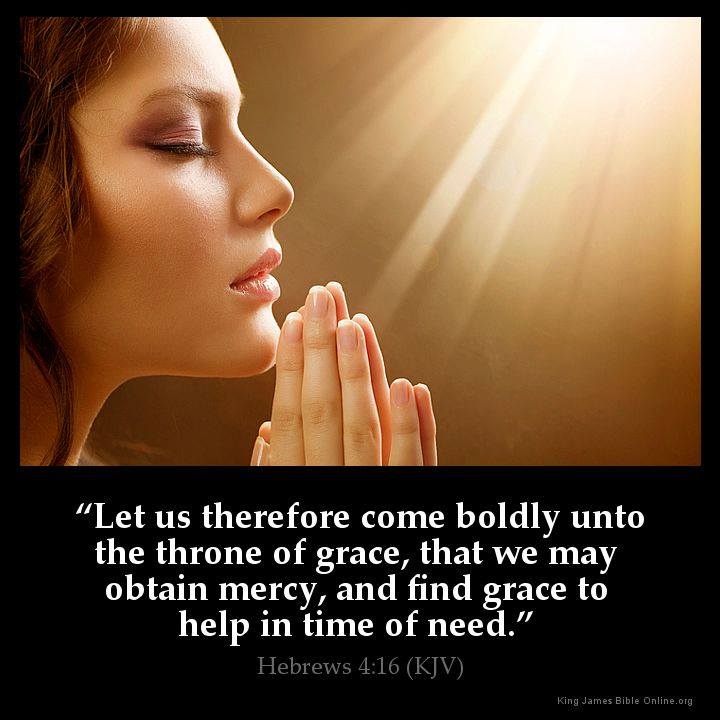 “Let us therefore come boldly unto
the throne of grace, that we may
obtain mercy, and find grace to
help in time of need.”
Hebrews 4:16 (KJV)
King James Bible Online.org